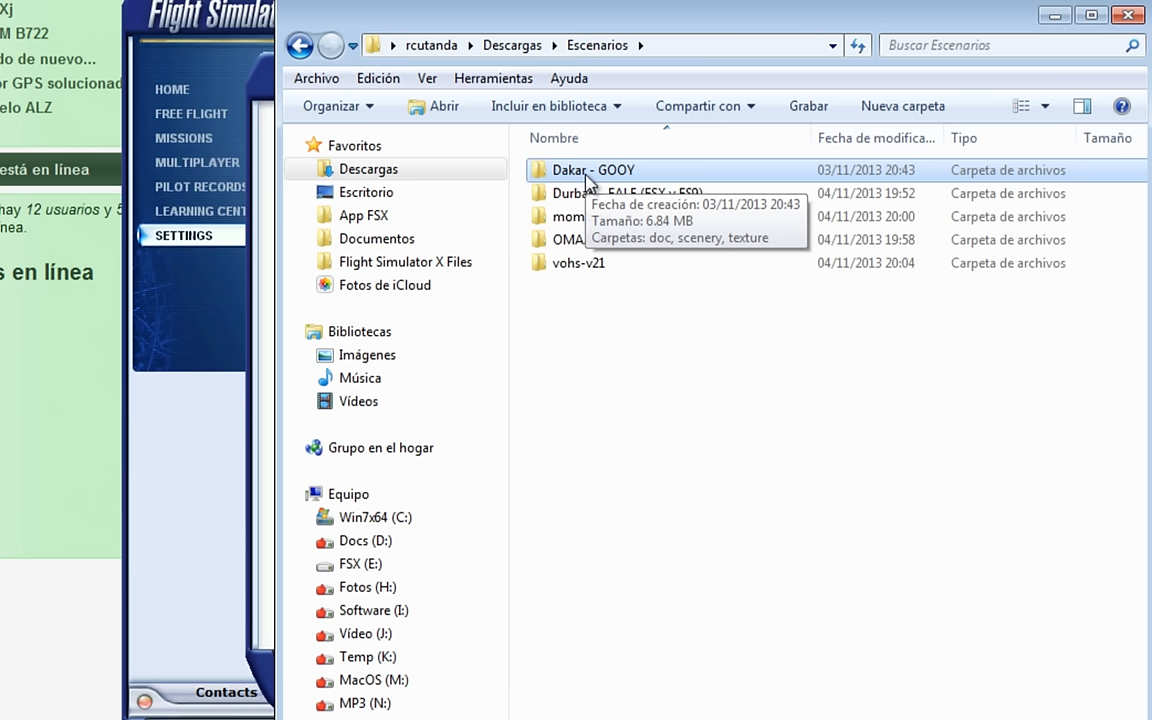 Xj
M B722
do de nuevo...
or GPS solucionad
elo ALZ
está en línea
hay 12 usuarios y 5
nea.
s en línea
Flight Simula
HOME
FREE FLIGHT
MISSIONS
MULTIPLAYER
PILOT RECORDS
LEARNING CENT
SETTINGS
Contacts
rcutanda Descargas Escenarios
Buscar Escenarios
Archivo Edición Ver Herramientas Ayuda
Organizar Abrir Incluir en biblioteca Compartir con Grabar Nueva carpeta
Favoritos
Descargas
Escritorio
App FSX
Documentos
Flight Simulator X Files
Fotos de iCloud
Bibliotecas
Imágenes
Música
Vídeos
Grupo en el hogar
Equipo
Win7x64 (C:)
Docs (D:)
FSX (E:)
Fotos (H:)
Software (I:)
Vídeo (J:)
Temp (K:)
MacOS (M:)
MP3 (N:)
Nombre Fecha de modifica... Tipo Tamaño
Dakar - GOOY 03/11/2013 20:43 Carpeta de archivos
Durba FALE (FSX y FS9) 04/11/2013 19:52 Carpeta de archivos
mom 04/11/2013 20:00 Carpeta de archivos
OMA 04/11/2013 19:58 Carpeta de archivos
vohs-v21 04/11/2013 20:04 Carpeta de archivos
Fecha de creación: 03/11/2013 20:43
Tamaño: 6.84 MB
Carpetas: doc, scenery, texture